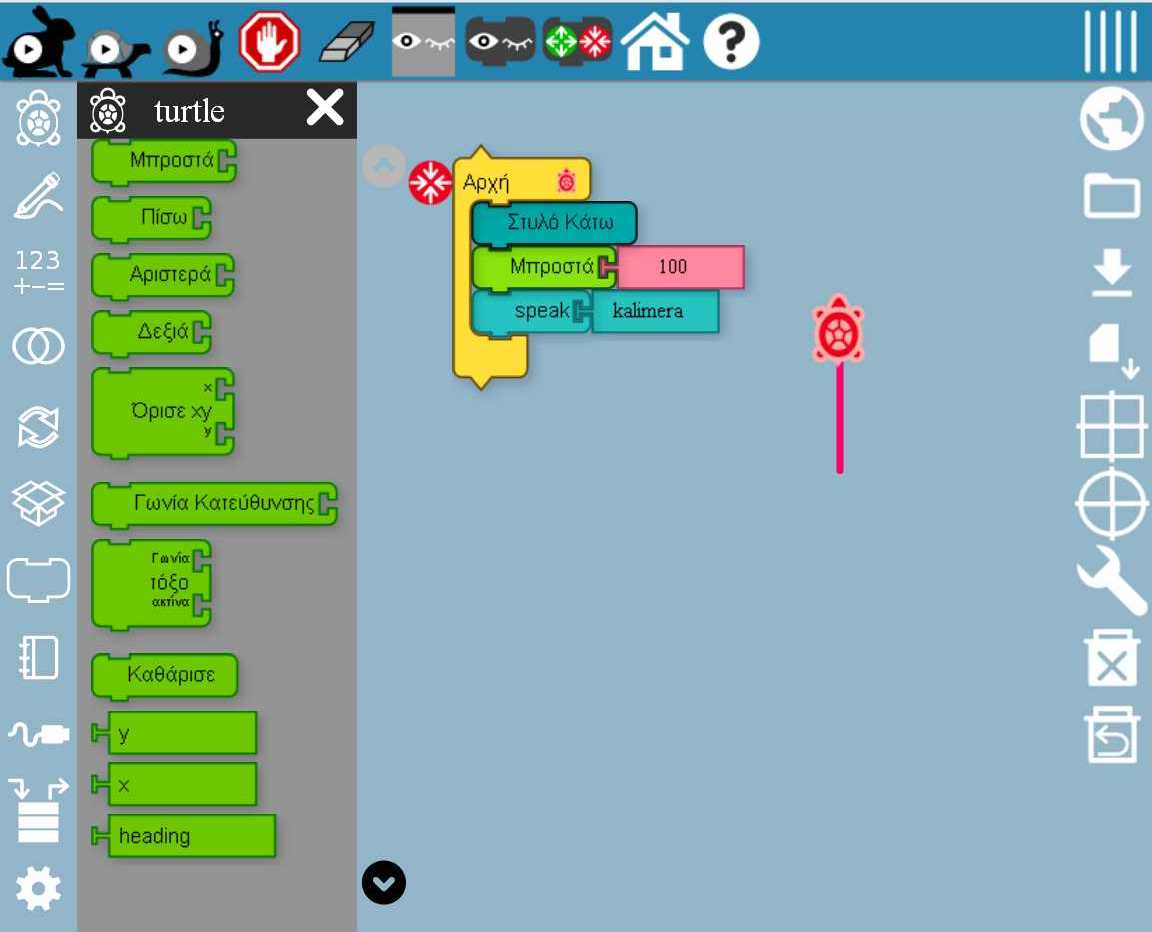 turtle
Μπροστά
Πίσω
Αριστερά
Δεξιά
x
Όρισε xy
y
Γωνία Κατεύθυνσης
Γωνία
τόξο
ακτίνα
Καθάρισε
y
x
heading
123
+-=
Αρχή
Στυλό Κάτω
Μπροστά 100
speak kalimera
?